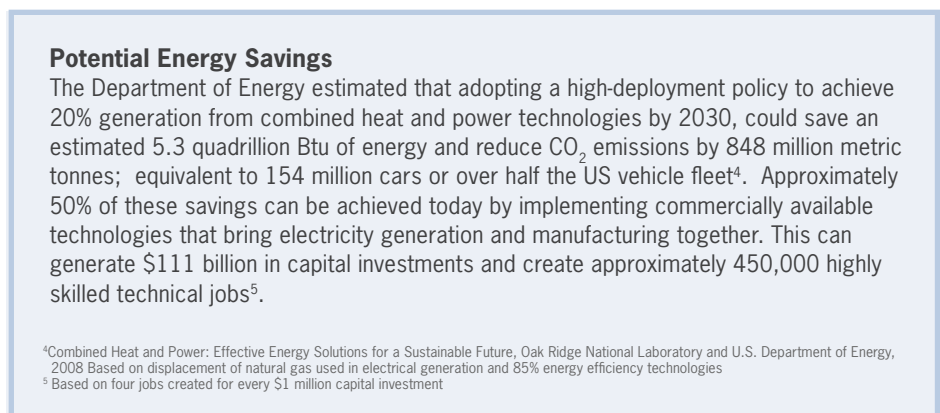 Potential Energy Savings
The Department of Energy estimated that adopting a high-deployment policy to achieve
20% generation from combined heat and power technologies by 2030, could save an
estimated 5.3 quadrillion Btu of energy and reduce CO₂ emissions by 848 million metric
tonnes;  equivalent to 154 million cars or over half the US vehicle fleet⁴.  Approximately
50% of these savings can be achieved today by implementing commercially available
technologies that bring electricity generation and manufacturing together. This can
generate $111 billion in capital investments and create approximately 450,000 highly
skilled technical jobs⁵.
⁴Combined Heat and Power: Effective Energy Solutions for a Sustainable Future, Oak Ridge National Laboratory and U.S. Department of Energy,
2008 Based on displacement of natural gas used in electrical generation and 85% energy efficiency technologies
⁵ Based on four jobs created for every $1 million capital investment